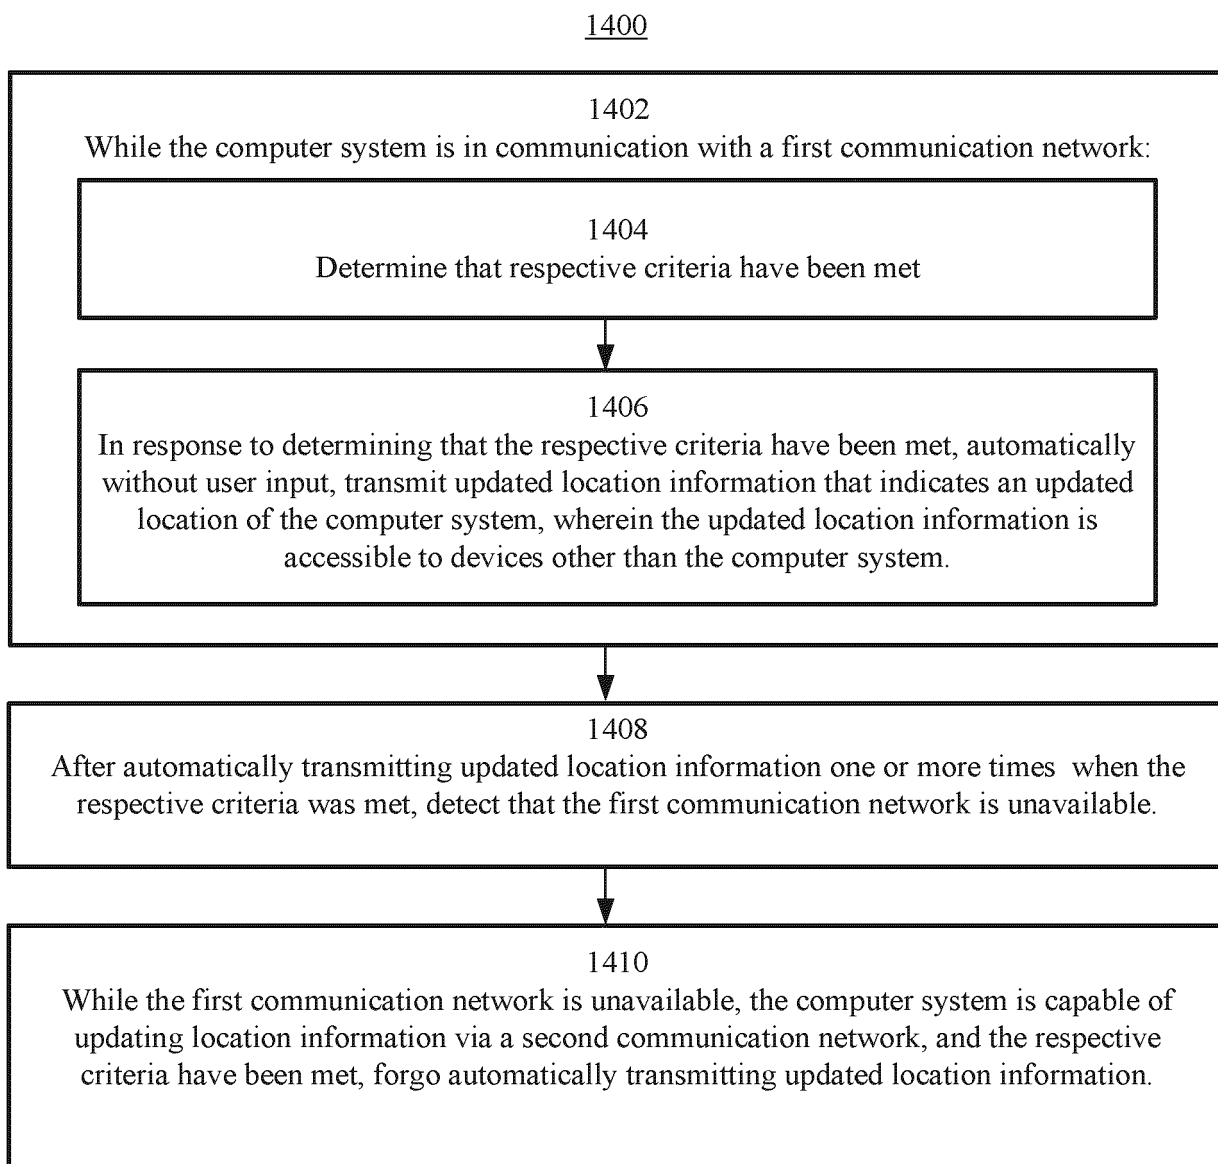 1400
1402
While the computer system is in communication with a first communication network:
1404
Determine that respective criteria have been met
1406
In response to determining that the respective criteria have been met, automatically
without user input, transmit updated location information that indicates an updated
location of the computer system, wherein the updated location information is
accessible to devices other than the computer system.
1408
After automatically transmitting updated location information one or more times when the
respective criteria was met, detect that the first communication network is unavailable.
1410
While the first communication network is unavailable, the computer system is capable of
updating location information via a second communication network, and the respective
criteria have been met, forgo automatically transmitting updated location information.